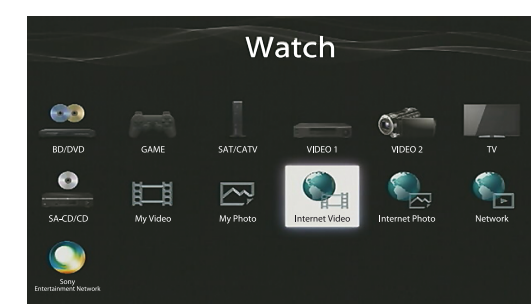 Watch
BD/DVD
GAME
SAT/CATV
VIDEO 1
VIDEO 2
TV
SA-CD/CD
My Video
My Photo
Internet Video
Internet Photo
Network
Sony
Entertainment Network